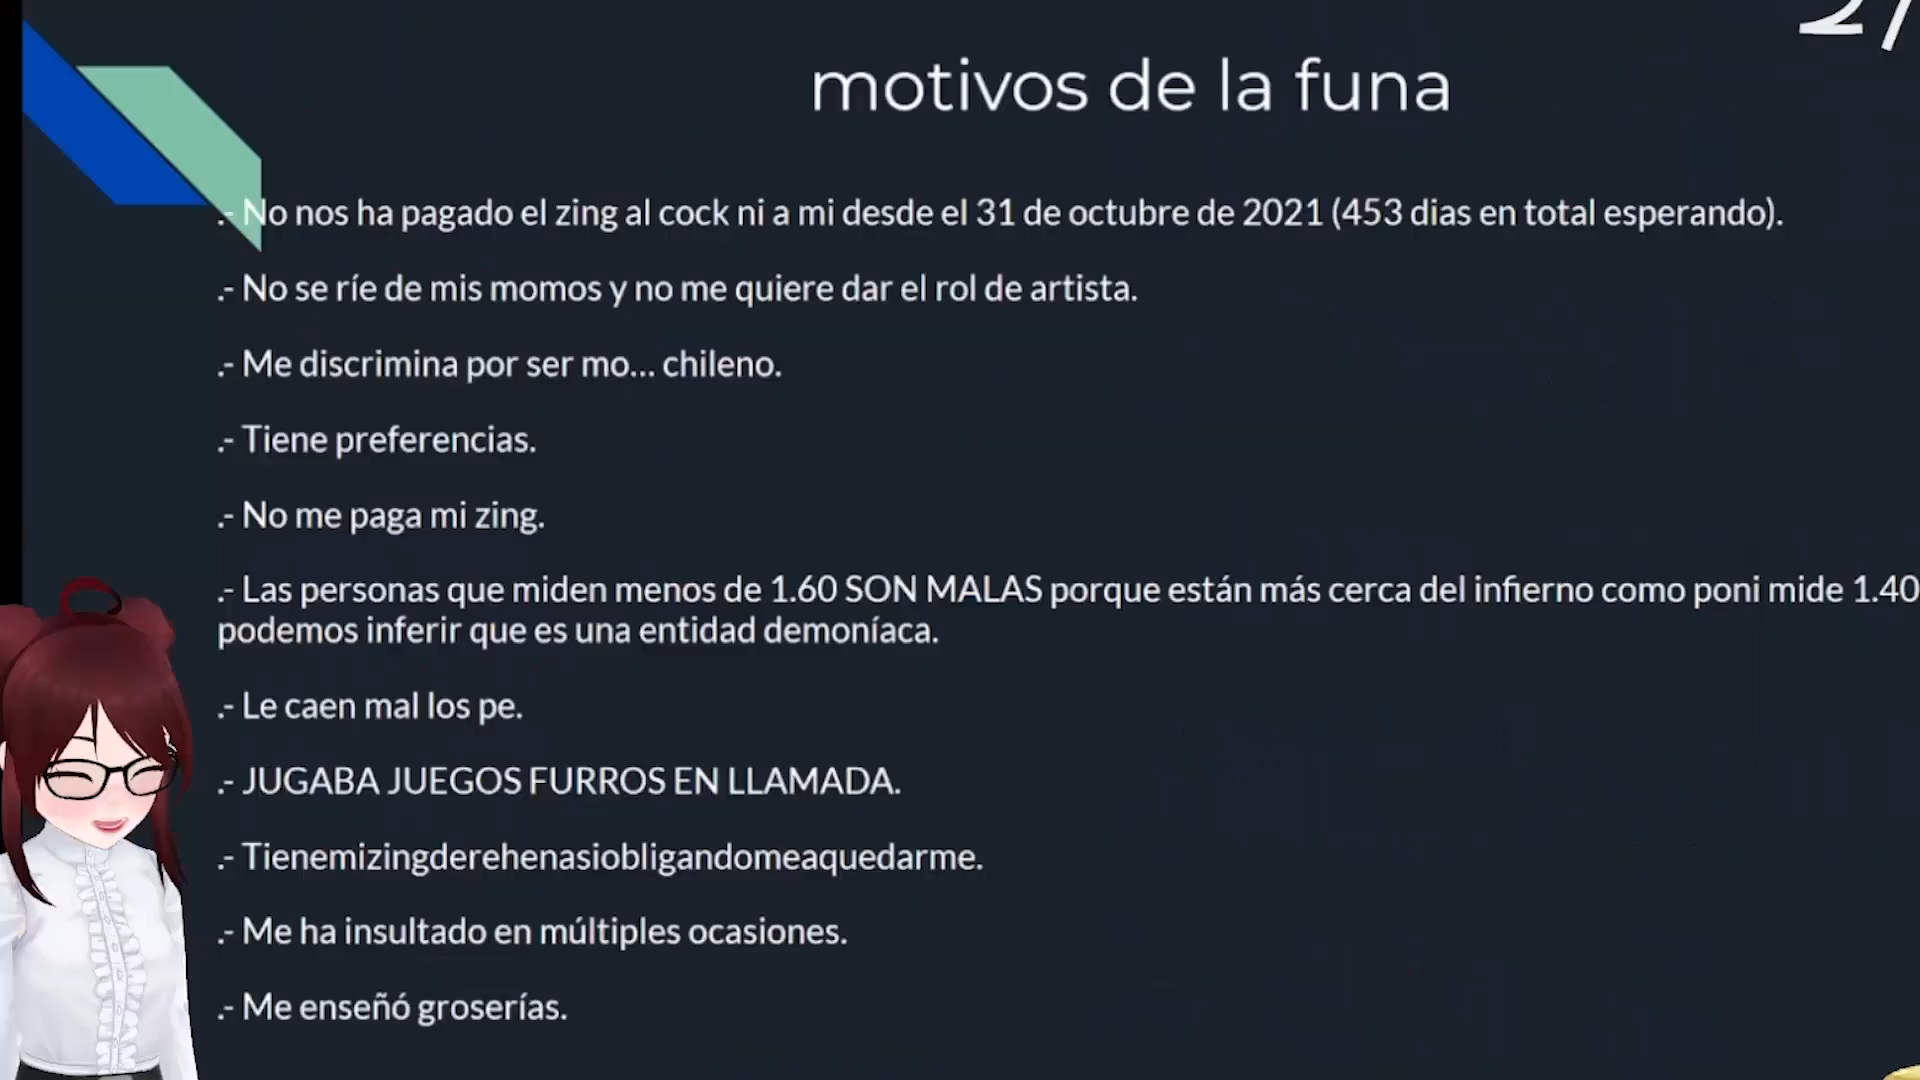 motivos de la funa
.- No nos ha pagado el zing al cock ni a mi desde el 31 de octubre de 2021 (453 dias en total esperando).
.- No se ríe de mis momos y no me quiere dar el rol de artista.
.- Me discrimina por ser mo... chileno.
.- Tiene preferencias.
.- No me paga mi zing.
.- Las personas que miden menos de 1.60 SON MALAS porque están más cerca del infierno como poni mide 1.40
podemos inferir que es una entidad demoníaca.
.- Le caen mal los pe.
.- JUGABA JUEGOS FURROS EN LLAMADA.
.- Tienemizingderehenasiobligandomeaquedarme.
.- Me ha insultado en múltiples ocasiones.
.- Me enseñó groserías.